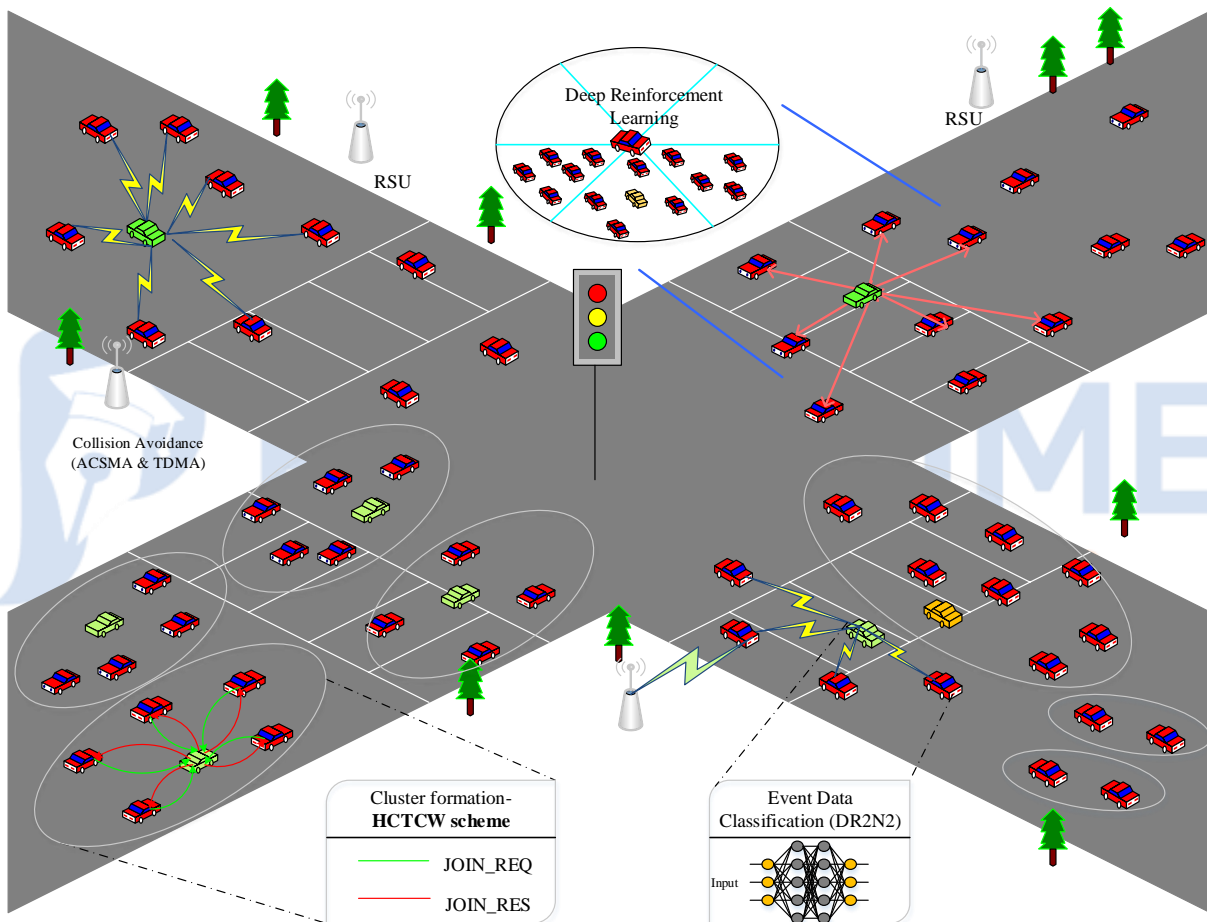 Deep Reinforcement
Learning
RSU
RSU
Collision Avoidance
(ACSMA & TDMA)
ME
Cluster formation-
HCTCW scheme
JOIN_REQ
JOIN_RES
Event Data
Classification (DR2N2)
Input